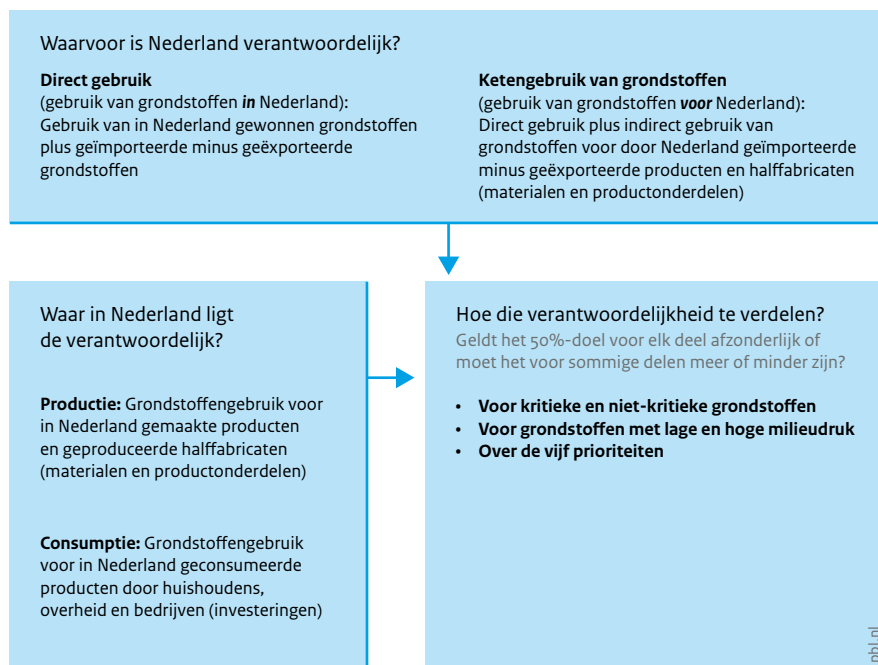 Waarvoor is Nederland verantwoordelijk?
Direct gebruik
(gebruik van grondstoffen in Nederland):
Gebruik van in Nederland gewonnen grondstoffen
plus geïmporteerde minus geëxporteerde
grondstoffen
Ketengebruik van grondstoffen
(gebruik van grondstoffen voor Nederland):
Direct gebruik plus indirect gebruik van
grondstoffen voor door Nederland geïmporteerde
minus geëxporteerde producten en halffabricaten
(materialen en productonderdelen)
Waar in Nederland ligt
de verantwoordelijk?
Productie: Grondstoffengebruik voor
in Nederland gemaakte producten
en geproduceerde halffabricaten
(materialen en productonderdelen)
Consumptie: Grondstoffengebruik
voor in Nederland geconsumeerde
producten door huishoudens,
overheid en bedrijven (investeringen)
Hoe die verantwoordelijkheid te verdelen?
Geldt het 50%-doel voor elk deel afzonderlijk of
moet het voor sommige delen meer of minder zijn?
• Voor kritieke en niet-kritieke grondstoffen
• Voor grondstoffen met lage en hoge milieudruk
• Over de vijf prioriteiten
pbl.nl